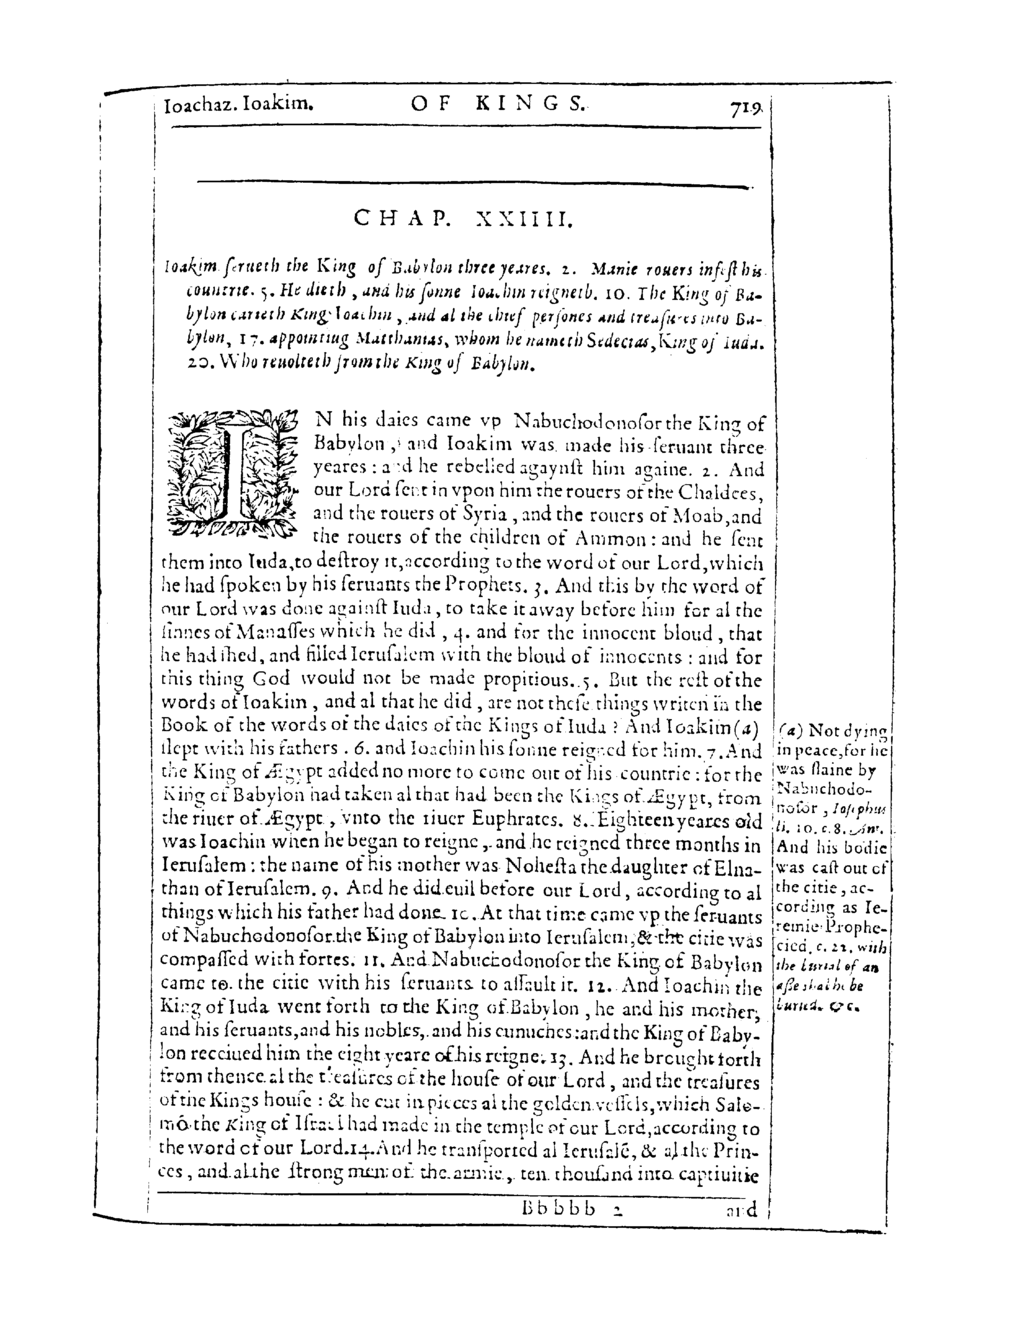 Ioachaz. Ioakim. OF KINGS. 719.
CHAP. XXIIII.
Ioakim serueth the King of Babylon three yeares. 2. Manie rouers infest his
countrie. 5. He dieth, and his sonne Ioachin reigneth. 10. The King of Ba-
bylon carieth King Ioachin, and al the chief persones and treasures into Ba-
bylon, 17. appointing Matthanias, whom he nameth Sedecias, King of Iuda.
20. Who reuolteth from the King of Babylon.
IN his daies came vp Nabuchodonosor the King of
Babylon, and Ioakim was made his seruant three
yeares: and he rebelled agaynst him againe. 2. And
our Lord sent in vpon him the rouers of the Chaldees,
and the rouers of Syria, and the rouers of Moab, and
the rouers of the children of Ammon: and he sent
them into Iuda, to destroy it, according to the word of our Lord, which
he had spoken by his seruants the Prophets. 3. And this by the word of
our Lord was done against Iuda, to take it away before him for al the
sinnes of Manasses which he did, 4. and for the innocent bloud, that
he had shed, and filled Ierusalem with the bloud of innocents: and for
this thing God would not be made propitious. 5. But the rest of the
words of Ioakim, and al that he did, are not these things writen in the
Book of the words of the daies of the Kings of Iuda? And Ioakim (a)
slept with his fathers. 6. and Ioachin his sonne reigned for him. 7. And
the King of Ægypt added no more to come out of his countrie: for the
King of Babylon had taken al that had been the Kings of Ægypt, from
the riuer of Ægypt, vnto the riuer Euphrates. 8. Eighteen yeares old
was Ioachin when he began to reigne, and he reigned three months in
Ierusalem: the name of his mother was Nohesta the daughter of Elna-
than of Ierusalem. 9. And he did euil before our Lord, according to al
things which his father had done. 10. At that time came vp the seruants
of Nabuchodonosor the King of Babylon into Ierusalem, & the citie was
compassed with fortes. 11. And Nabuchodonosor the King of Babylon
came to the citie with his seruants to assault it. 12. And Ioachin the
King of Iuda went forth to the King of Babylon, he and his mother,
and his seruants, and his nobles, and his eunuches: and the King of Baby-
lon receiued him the eight yeare of his reigne. 13. And he brought forth
from thence al the treasures of the house of our Lord, and the treasures
of the Kings house: & he cut in pieces al the golden vessels, which Salo-
mō the King of Israel had made in the temple of our Lord, according to
the word of our Lord. 14. And he transported al Ierusalē, & al the Prin-
ces, and al the strong men of the armie, ten thousand into captiuitie
Bbbbb 2 and
(a) Not dying
in peace, for he
was slaine by
Nabuchodo-
nosor, Iosephus
li. 10. c. 8. Ant.
And his bodie
was cast out of
the citie, ac-
cording as Ie-
remie Prophe-
cied, c. 22. with
the burial of an
asse shal he be
buried. &c.